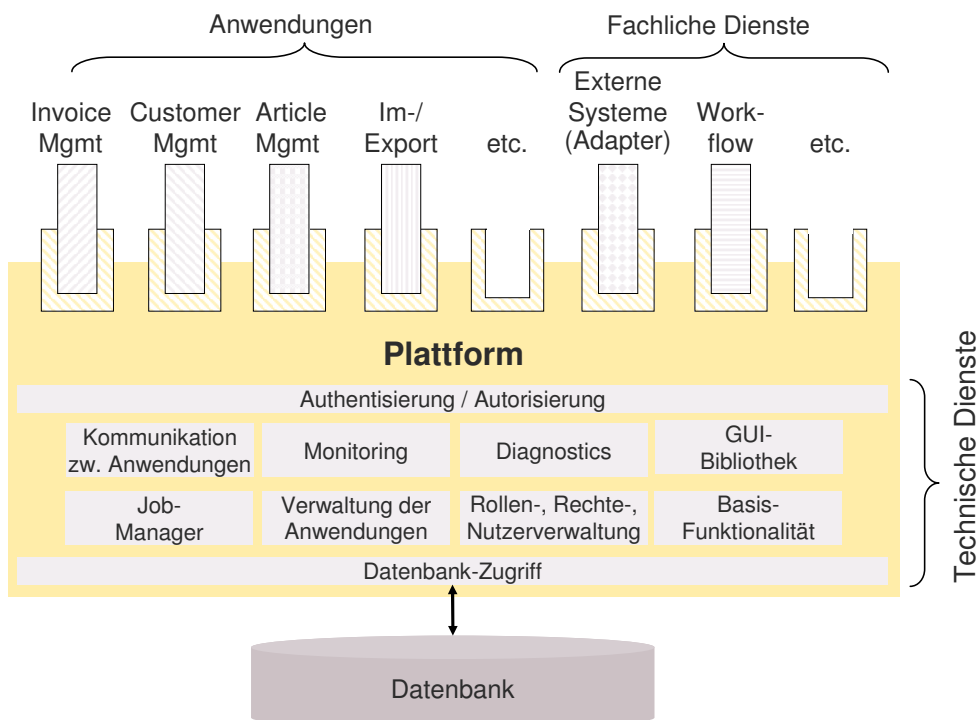 Anwendungen
Fachliche Dienste
Invoice
Mgmt
Customer
Mgmt
Article
Mgmt
Im-/
Export
etc.
Externe
Systeme
(Adapter)
Work-
flow
etc.
Plattform
Authentisierung / Autorisierung
Kommunikation
zw. Anwendungen
Monitoring
Diagnostics
GUI-
Bibliothek
Job-
Manager
Verwaltung der
Anwendungen
Rollen-, Rechte-,
Nutzerverwaltung
Basis-
Funktionalität
Datenbank-Zugriff
Technische Dienste
Datenbank